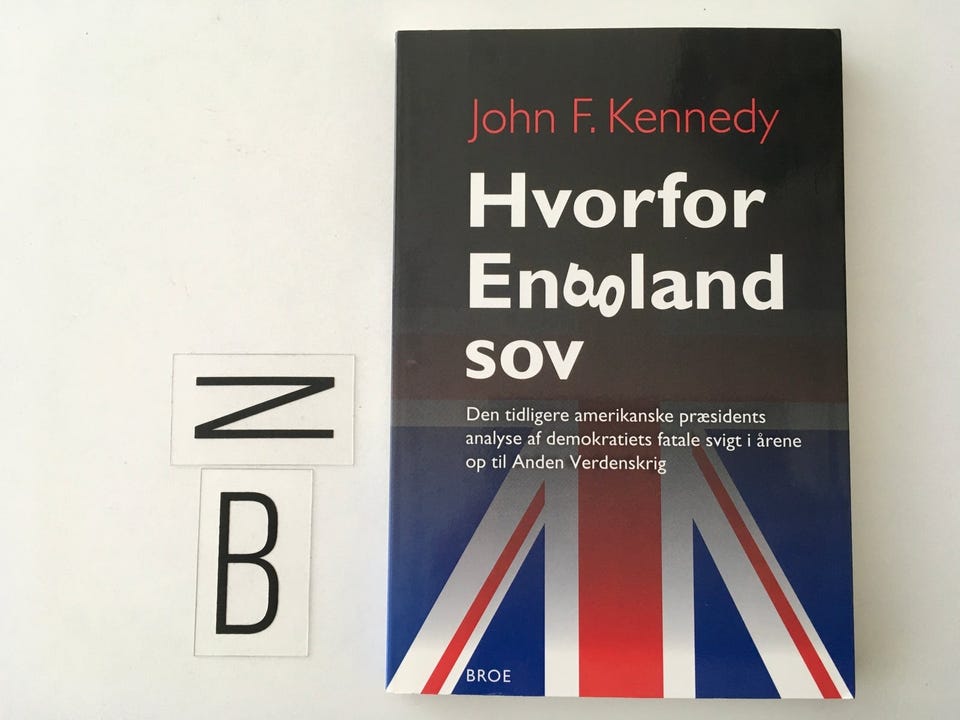 John F. Kennedy
Hvorfor
England
sov
Den tidligere amerikanske præsidents
analyse af demokratiets fatale svigt i årene
op til Anden Verdenskrig
BROE
Z
B